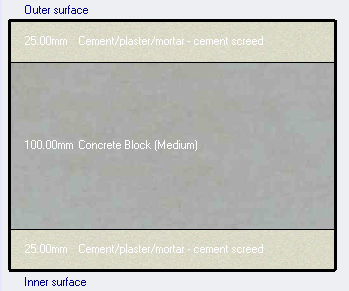 Outer surface
25.00mm Cement/plaster/mortar - cement screed
100.00mm Concrete Block (Medium)
25.00mm Cement/plaster/mortar - cement screed
Inner surface